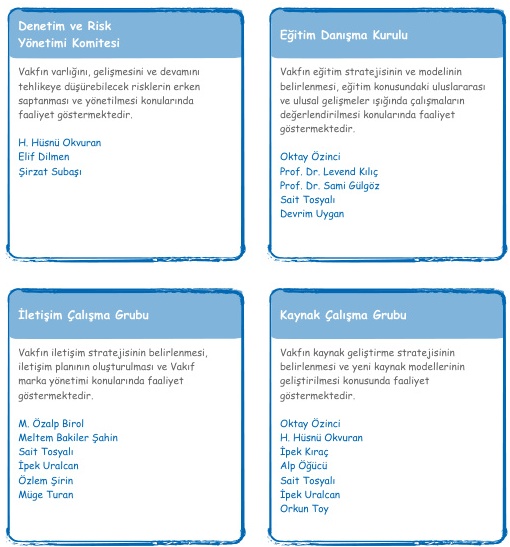 Denetim ve Risk
Yönetimi Komitesi
Vakfın varlığını, gelişmesini ve devamını
tehlikeye düşürebilecek risklerin erken
saptanması ve yönetilmesi konularında
faaliyet göstermektedir.
H. Hüsnü Okvuran
Elif Dilmen
Şirzat Subaşı
Eğitim Danışma Kurulu
Vakfın eğitim stratejisinin ve modelinin
belirlenmesi, eğitim konusundaki uluslararası
ve ulusal gelişmeler ışığında çalışmaların
değerlendirilmesi konularında faaliyet
göstermektedir.
Oktay Özinci
Prof. Dr. Levend Kılıç
Prof. Dr. Sami Gülgöz
Sait Tosyalı
Devrim Uygan
İletişim Çalışma Grubu
Vakfın iletişim stratejisinin belirlenmesi,
iletişim planının oluşturulması ve Vakıf
marka yönetimi konularında faaliyet
göstermektedir.
M. Özalp Birol
Meltem Bakiler Şahin
Sait Tosyalı
İpek Uralcan
Özlem Şirin
Müge Turan
Kaynak Çalışma Grubu
Vakfın kaynak geliştirme stratejisinin
belirlenmesi ve yeni kaynak modellerinin
geliştirilmesi konusunda faaliyet
göstermektedir.
Oktay Özinci
H. Hüsnü Okvuran
İpek Kıraç
Alp Öğücü
Sait Tosyalı
İpek Uralcan
Orkun Toy